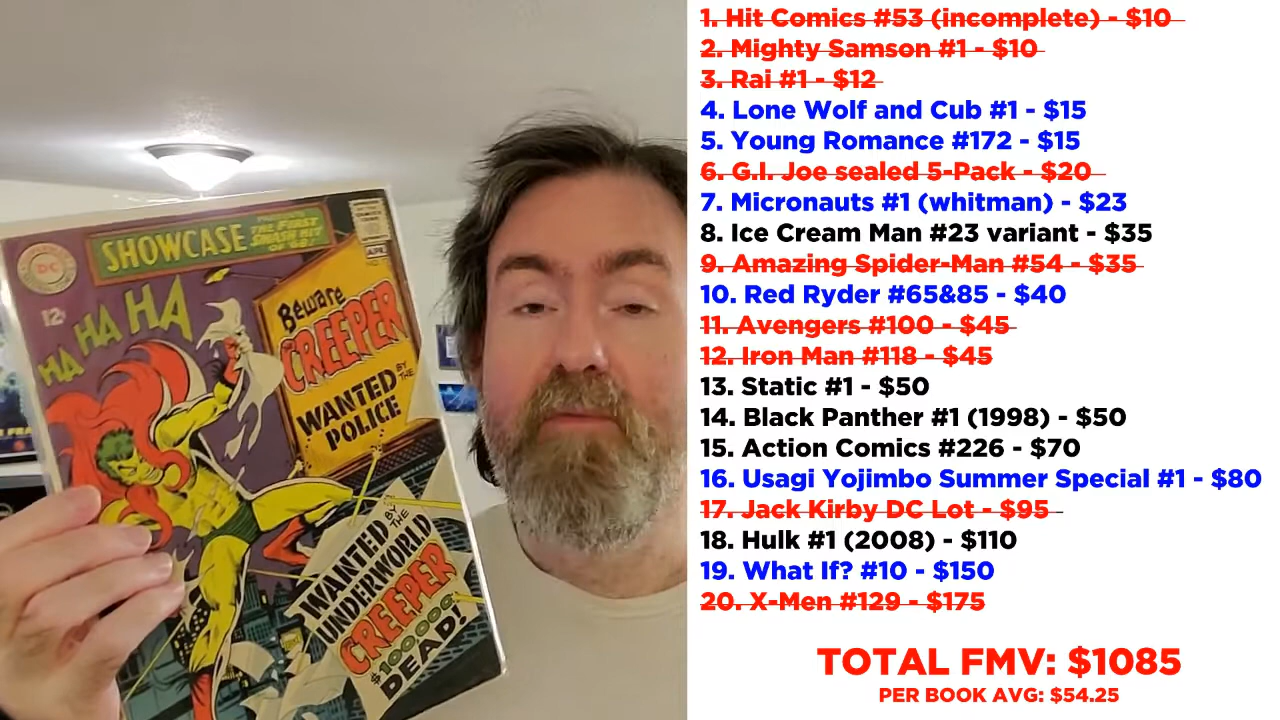 SHOWCASE
PRESENTS
THE FIRST
SMASH HIT
OF '68!
DC
APR.
12¢
HA HA HA
Beware
CREEPER
WANTED
BY THE
POLICE
WANTED
BY THE
UNDERWORLD
CREEPER
$10000
DEAD!
1. Hit Comics #53 (incomplete) - $10
2. Mighty Samson #1 - $10
3. Rai #1 - $12
4. Lone Wolf and Cub #1 - $15
5. Young Romance #172 - $15
6. G.I. Joe sealed 5-Pack - $20
7. Micronauts #1 (whitman) - $23
8. Ice Cream Man #23 variant - $35
9. Amazing Spider-Man #54 - $35
10. Red Ryder #65&85 - $40
11. Avengers #100 - $45
12. Iron Man #118 - $45
13. Static #1 - $50
14. Black Panther #1 (1998) - $50
15. Action Comics #226 - $70
16. Usagi Yojimbo Summer Special #1 - $80
17. Jack Kirby DC Lot - $95
18. Hulk #1 (2008) - $110
19. What If? #10 - $150
20. X-Men #129 - $175
TOTAL FMV: $1085
PER BOOK AVG: $54.25